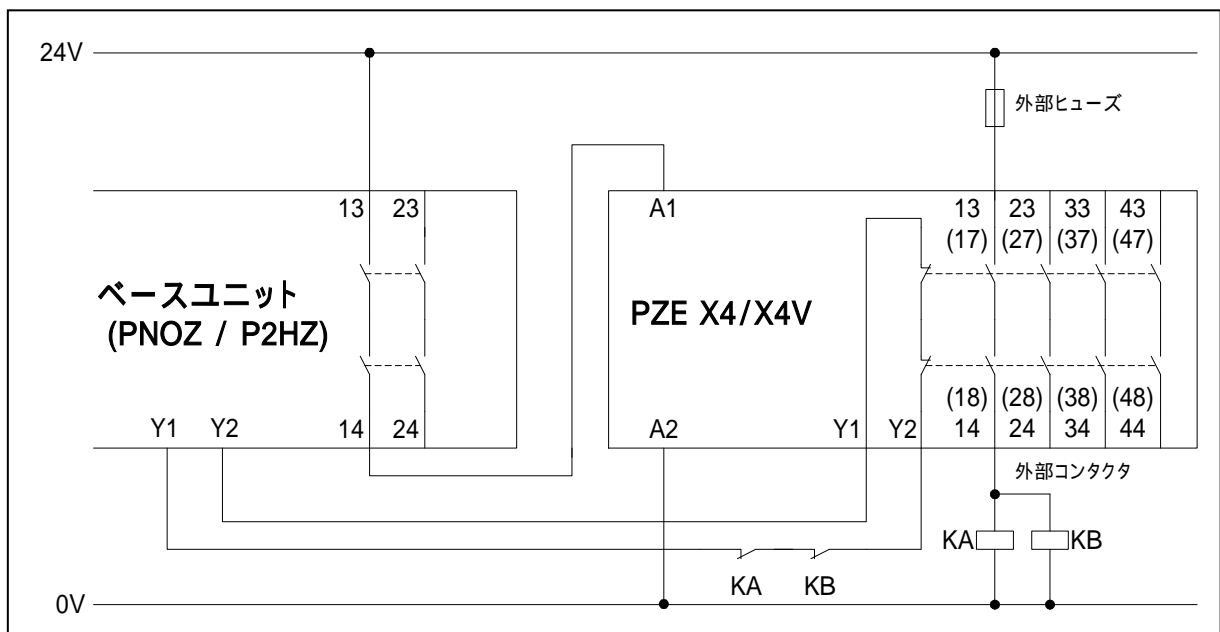 24V
外部ヒューズ
13 23
A1
13 23 33 43
(17) (27) (37) (47)
ベースユニット
(PNOZ / P2HZ)
PZE X4/X4V
(18) (28) (38) (48)
Y1 Y2 14 24
A2 Y1 Y2 14 24 34 44
外部コンタクタ
KA KB
KA KB
0V